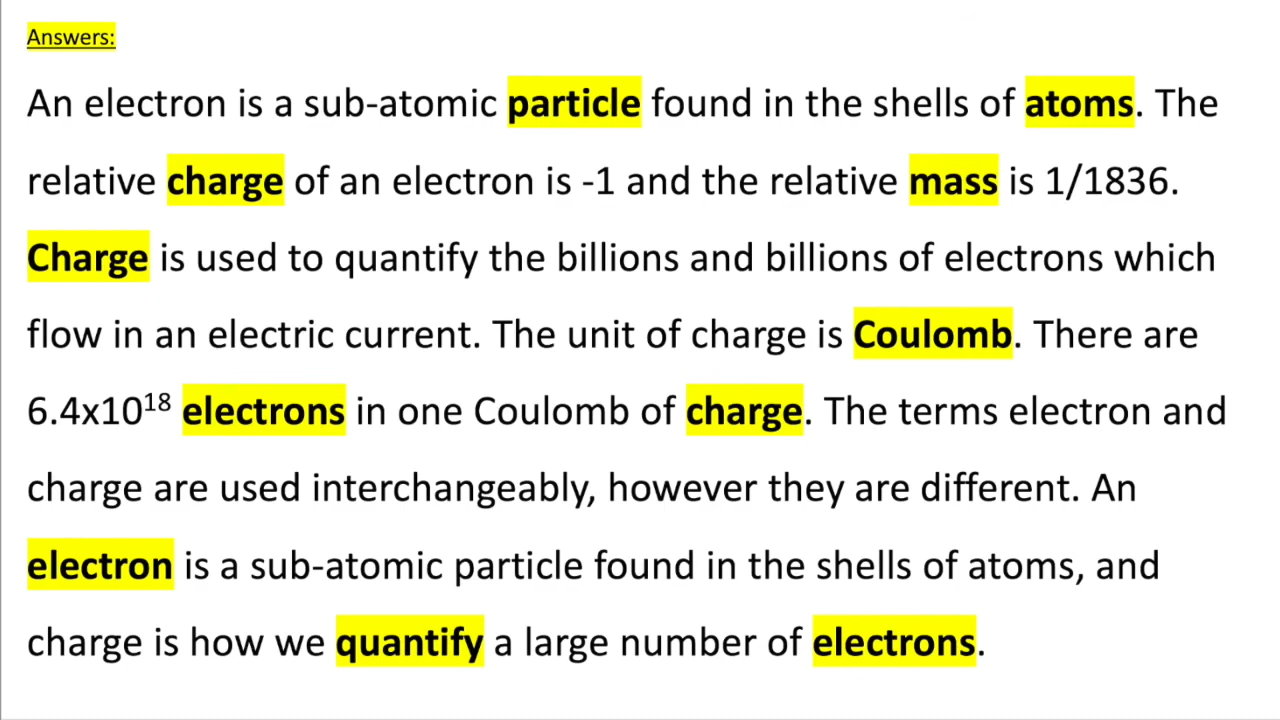 Answers:
An electron is a sub-atomic particle found in the shells of atoms. The
relative charge of an electron is -1 and the relative mass is 1/1836.
Charge is used to quantify the billions and billions of electrons which
flow in an electric current. The unit of charge is Coulomb. There are
6.4x10¹⁸ electrons in one Coulomb of charge. The terms electron and
charge are used interchangeably, however they are different. An
electron is a sub-atomic particle found in the shells of atoms, and
charge is how we quantify a large number of electrons.